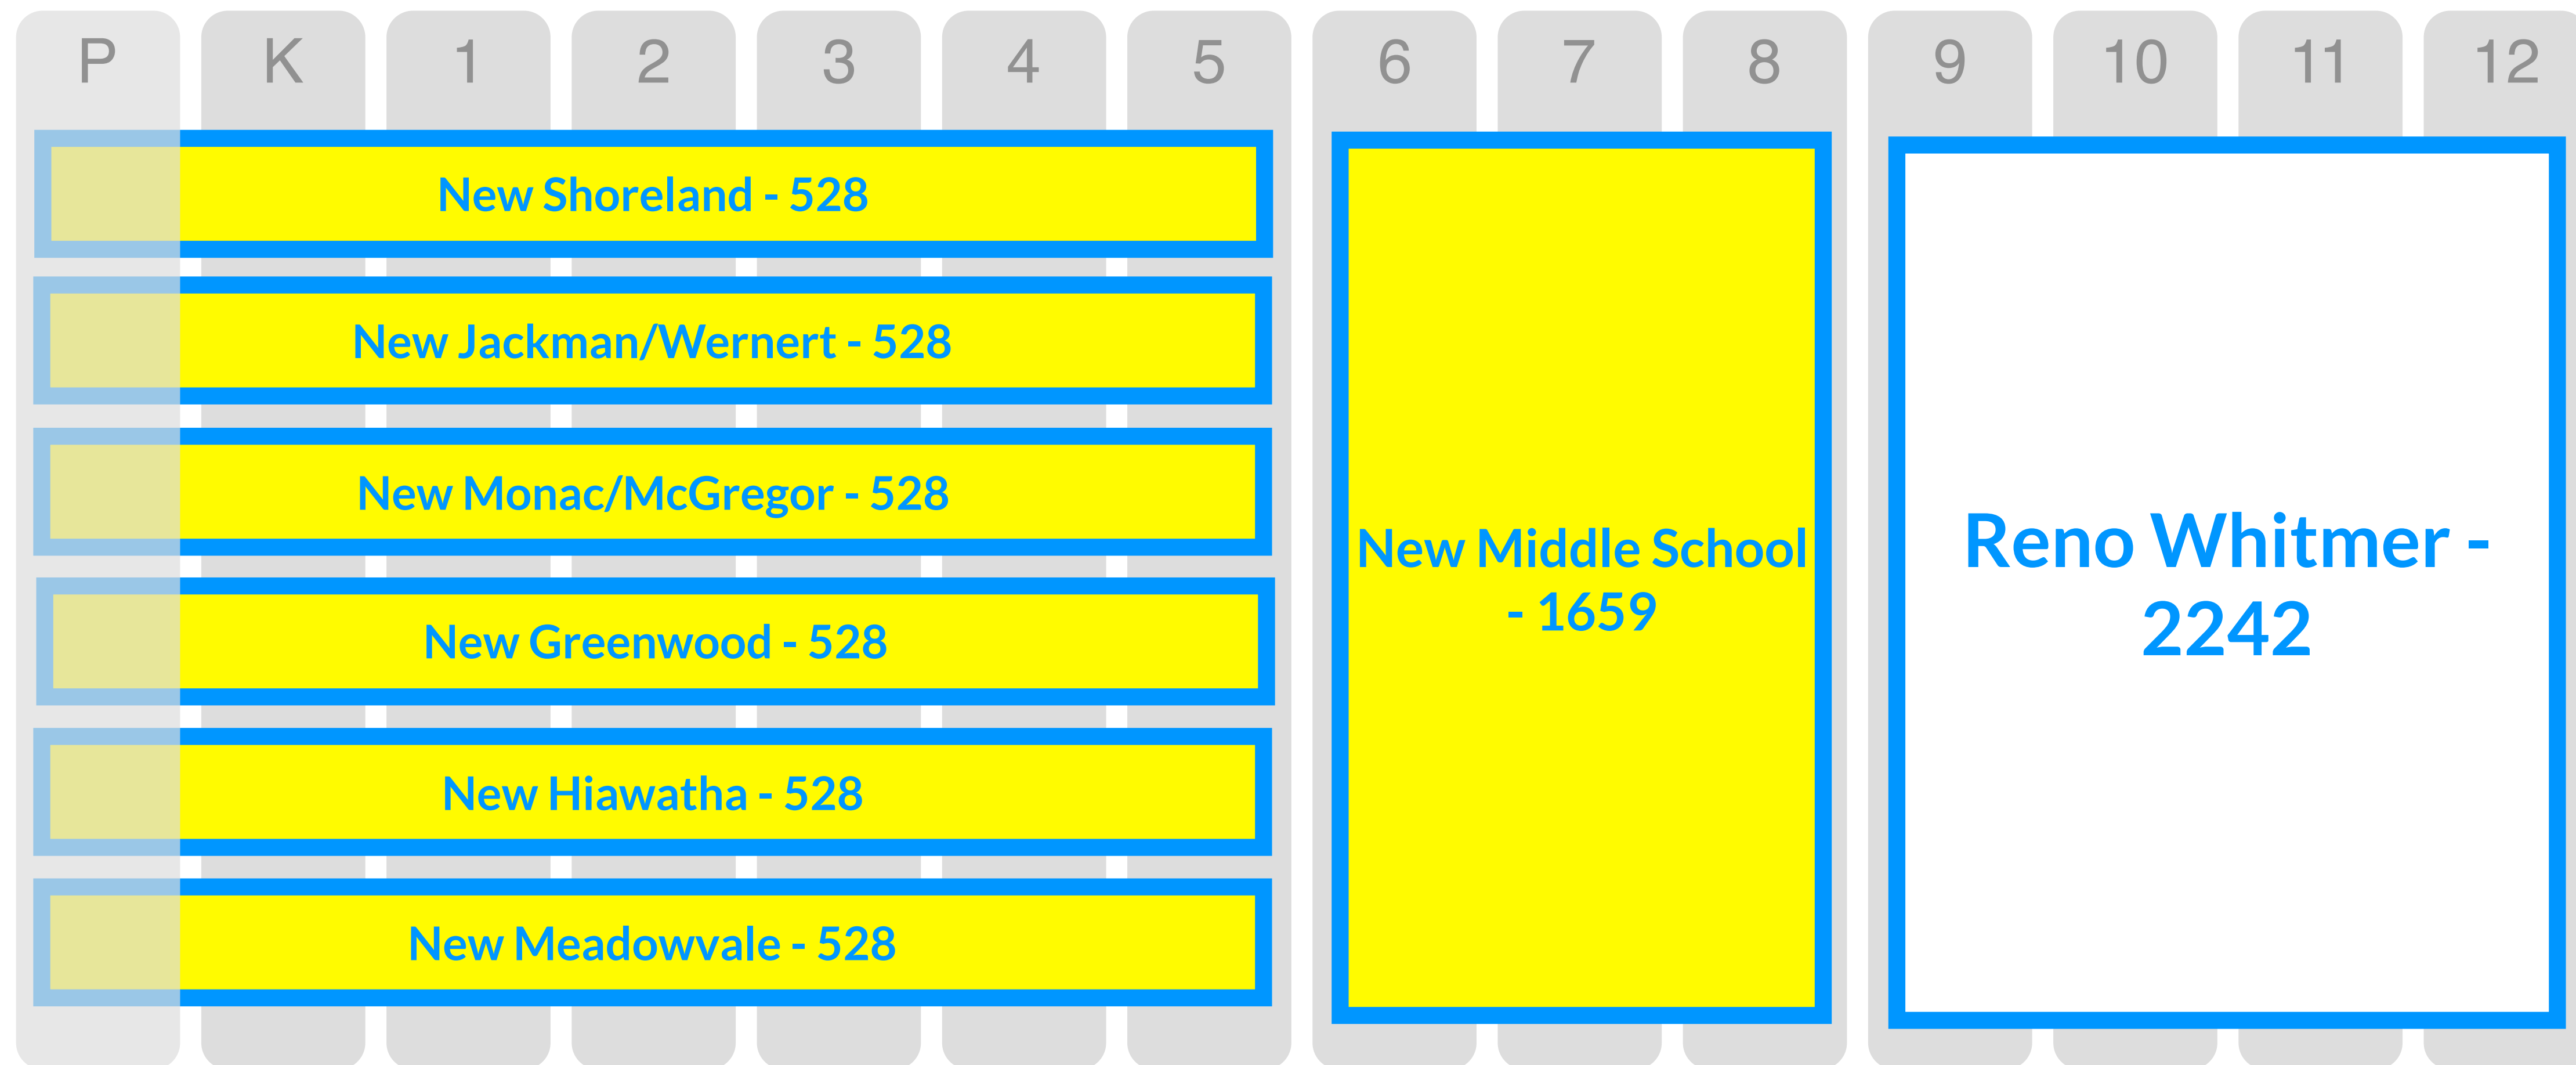 P K 1 2 3 4 5 6 7 8 9 10 11 12
New Shoreland - 528
New Jackman/Wernert - 528
New Monac/McGregor - 528
New Greenwood - 528
New Hiawatha - 528
New Meadowvale - 528
New Middle School
- 1659
Reno Whitmer -
2242